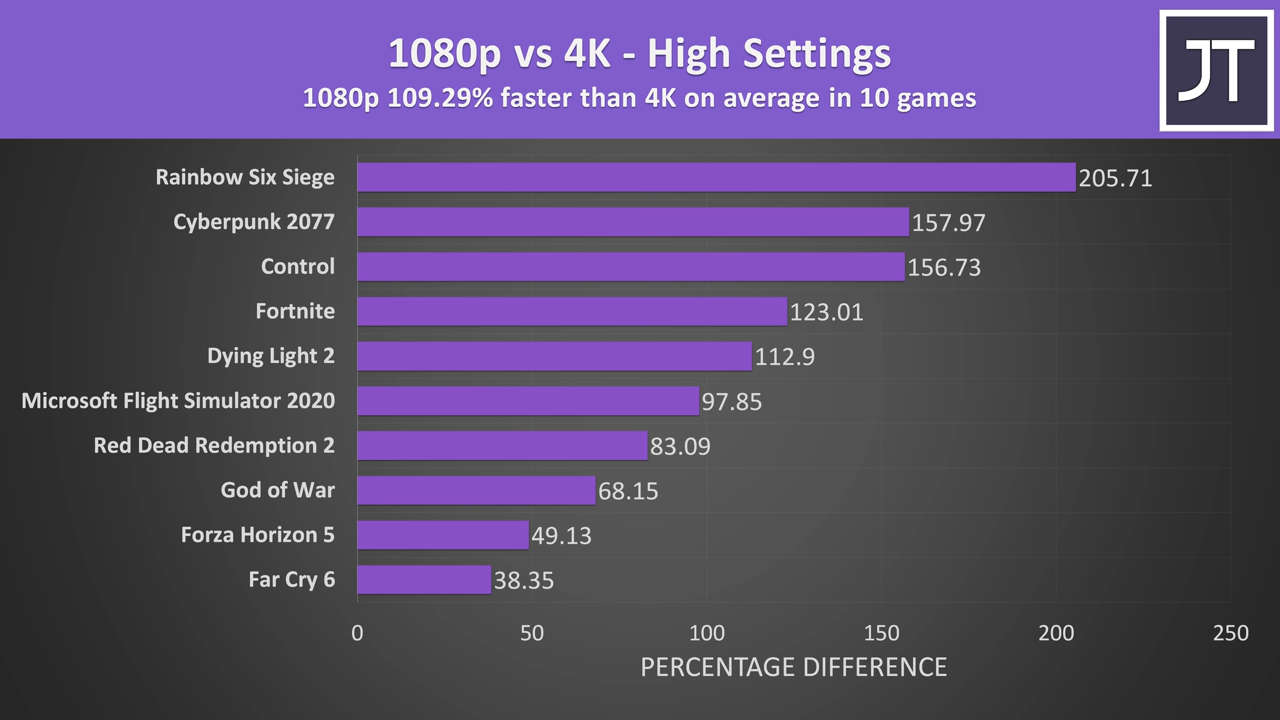 1080p vs 4K - High Settings
1080p 109.29% faster than 4K on average in 10 games
JT
Rainbow Six Siege 205.71
Cyberpunk 2077 157.97
Control 156.73
Fortnite 123.01
Dying Light 2 112.9
Microsoft Flight Simulator 2020 97.85
Red Dead Redemption 2 83.09
God of War 68.15
Forza Horizon 5 49.13
Far Cry 6 38.35
0 50 100 150 200 250
PERCENTAGE DIFFERENCE